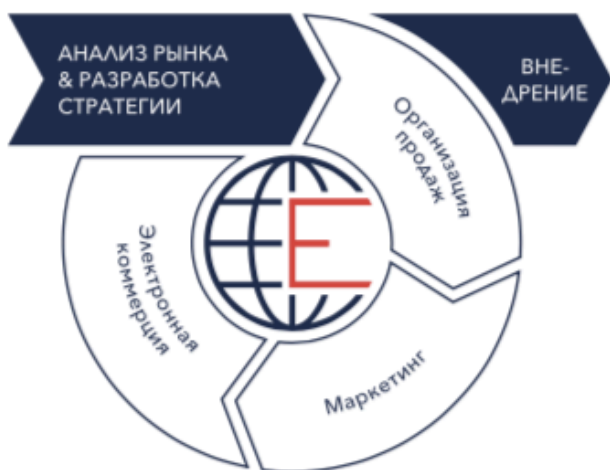 АНАЛИЗ РЫНКА
& РАЗРАБОТКА
СТРАТЕГИИ
ВНЕ-
ДРЕНИЕ
Организация
продаж
Маркетинг
Электронная
коммерция
E